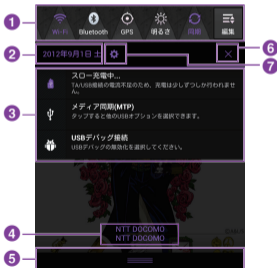 1
Wi-Fi Bluetooth GPS 明るさ 同期 編集
2 2012年9月1日 土 6
7
3
スロー充電中...
TA/USB接続の電流不足のため、充電は少しずつしか行われません。
メディア同期(MTP)
タップすると他のUSBオプションを選択できます。
USBデバッグ接続
USBデバッグの無効化を選択してください。
4 NTT DOCOMO
NTT DOCOMO
5